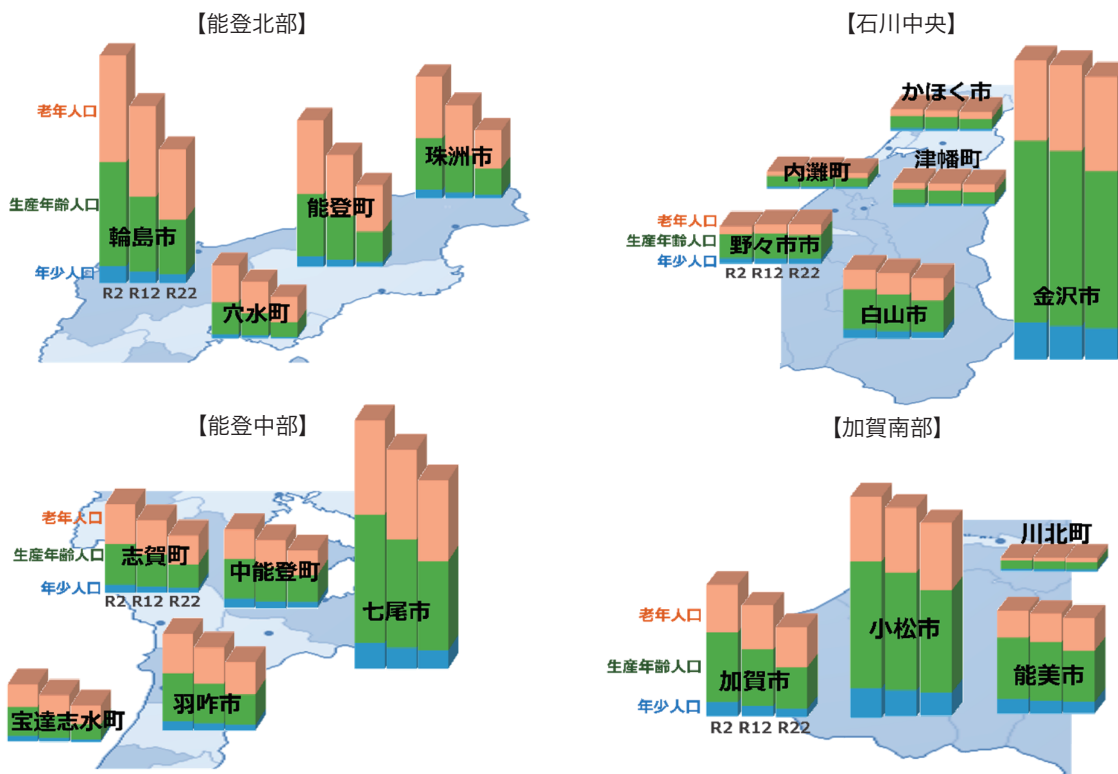 【能登北部】
老年人口
生産年齢人口
年少人口
輪島市
R2 R12 R22
穴水町
能登町
珠洲市
【石川中央】
かほく市
津幡町
内灘町
老年人口
生産年齢人口
年少人口
野々市市
R2 R12 R22
白山市
金沢市
【能登中部】
老年人口
生産年齢人口
年少人口
志賀町
R2 R12 R22
中能登町
七尾市
羽咋市
宝達志水町
【加賀南部】
川北町
老年人口
生産年齢人口
年少人口
加賀市
R2 R12 R22
小松市
能美市